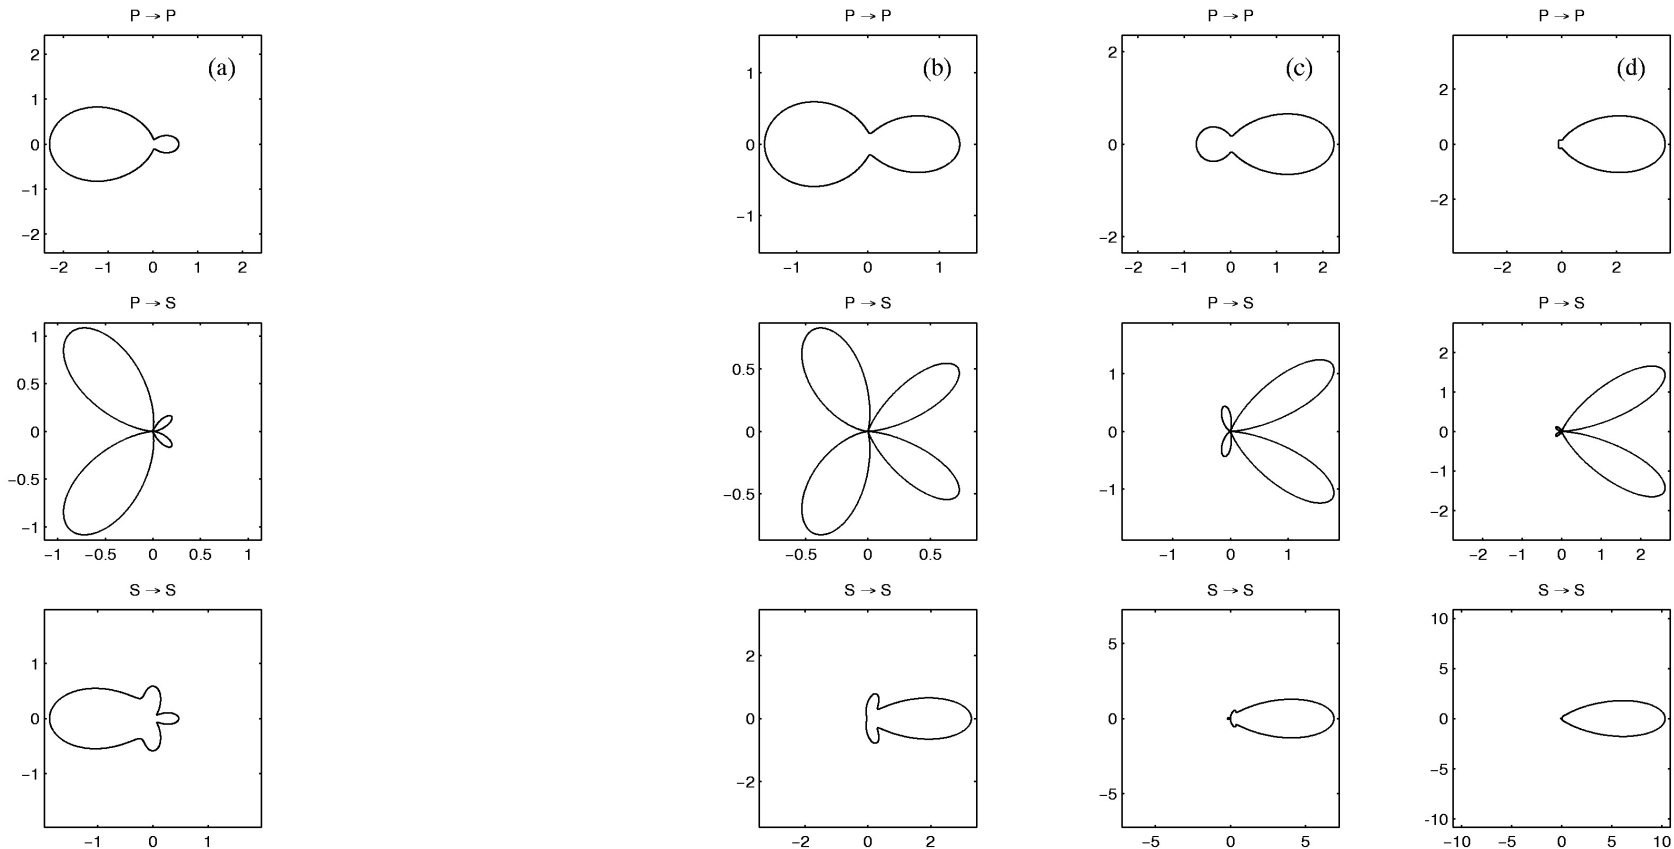 P → P P → P P → P P → P
(a) (b) (c) (d)
2 1 0 −1 −2
−2 −1 0 1 2
1 0 −1
−1 0 1
2 0 −2
−2 −1 0 1 2
2 0 −2
−2 0 2
P → S P → S P → S P → S
1 0.5 0 −0.5 −1
−1 −0.5 0 0.5 1
0.5 0 −0.5
−0.5 0 0.5
1 0 −1
−1 0 1
2 1 0 −1 −2
−2 −1 0 1 2
S → S S → S S → S S → S
1 0 −1
−1 0 1
2 0 −2
−2 0 2
5 0 −5
−5 0 5
10 5 0 −5 -10
−10 −5 0 5 10